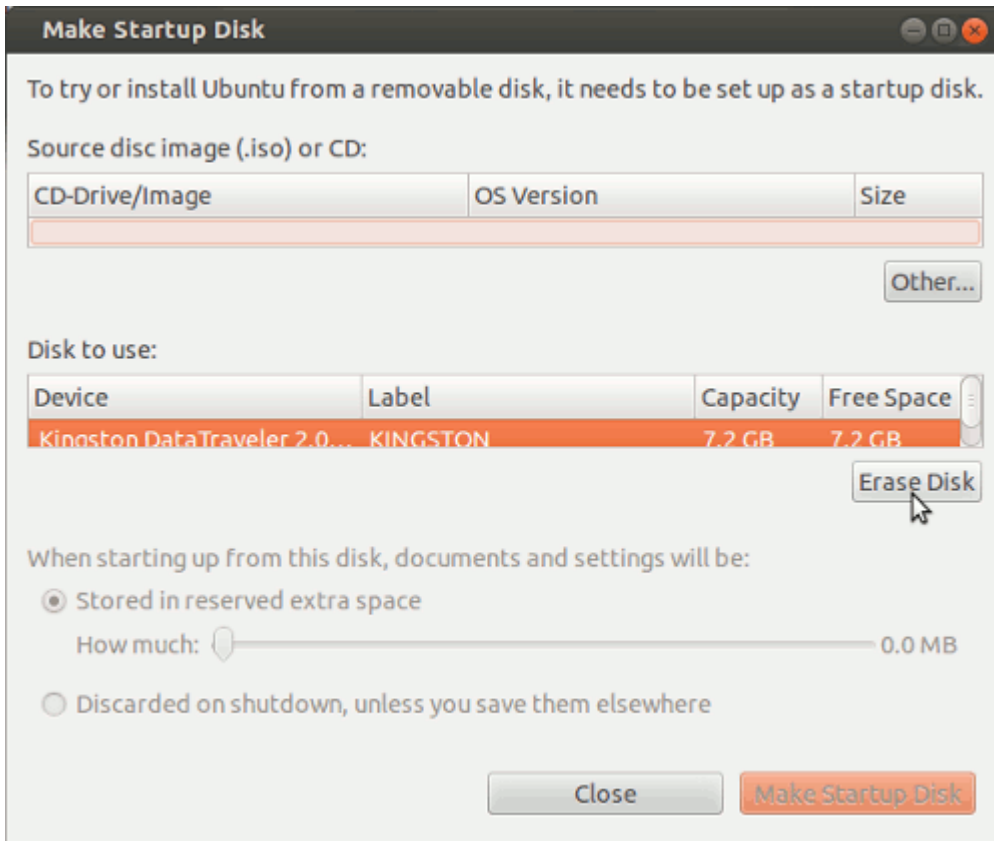 Make Startup Disk
To try or install Ubuntu from a removable disk, it needs to be set up as a startup disk.
Source disc image (.iso) or CD:
CD-Drive/Image OS Version Size
Other...
Disk to use:
Device Label Capacity Free Space
Kingston DataTraveler 2.0... KINGSTON 7.2 GB 7.2 GB
Erase Disk
When starting up from this disk, documents and settings will be:
Stored in reserved extra space
How much: 0.0 MB
Discarded on shutdown, unless you save them elsewhere
Close Make Startup Disk